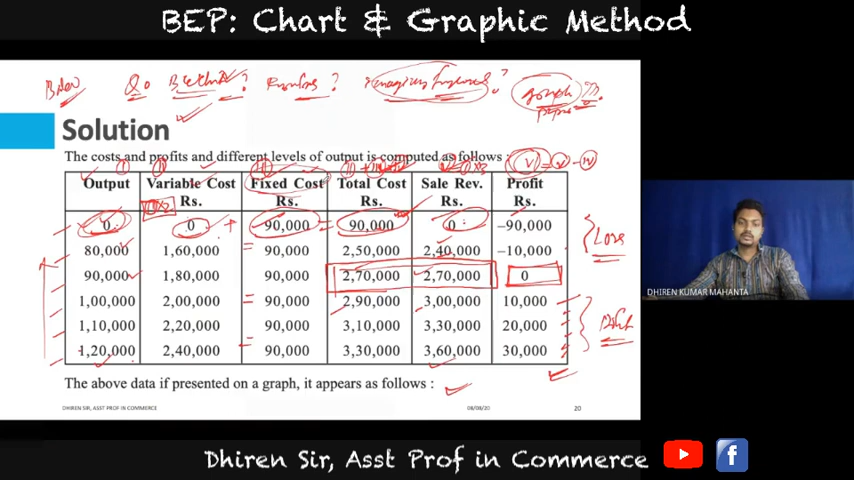 BEP: Chart & Graphic Method
Solution
The costs and profits and different levels of output is computed as follows :
Output Variable Cost Fixed Cost Total Cost Sale Rev. Profit
Rs. Rs. Rs. Rs. Rs.
0 0 90,000 90,000 0 –90,000
80,000 1,60,000 90,000 2,50,000 2,40,000 –10,000
90,000 1,80,000 90,000 2,70,000 2,70,000 0
1,00,000 2,00,000 90,000 2,90,000 3,00,000 10,000
1,10,000 2,20,000 90,000 3,10,000 3,30,000 20,000
1,20,000 2,40,000 90,000 3,30,000 3,60,000 30,000
Loss
The above data if presented on a graph, it appears as follows :
DHIREN SIR, ASST PROF IN COMMERCE 08/08/20 20
DHIREN KUMAR MAHANTA
Dhiren Sir, Asst Prof in Commerce